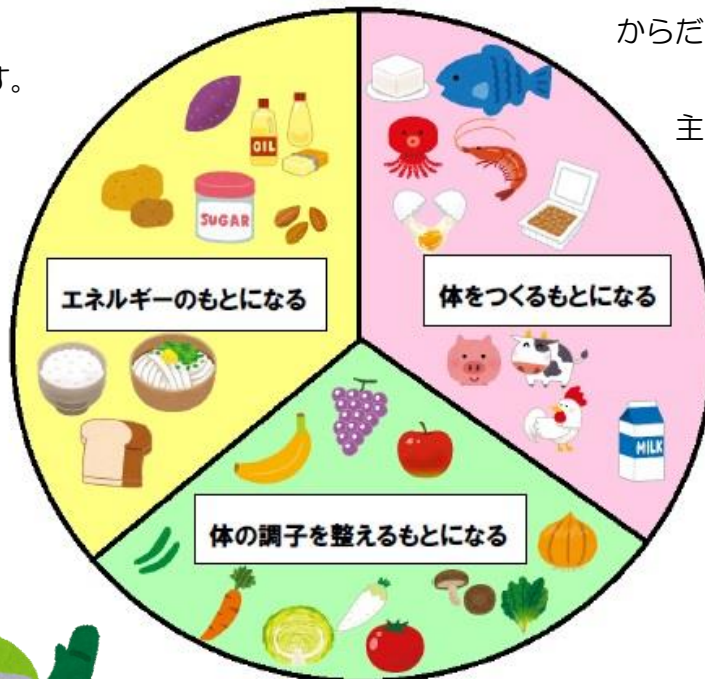 からだ
す。
主
OIL
SUGAR
エネルギーのもとになる
体をつくるもとになる
MILK
体の調子を整えるもとになる